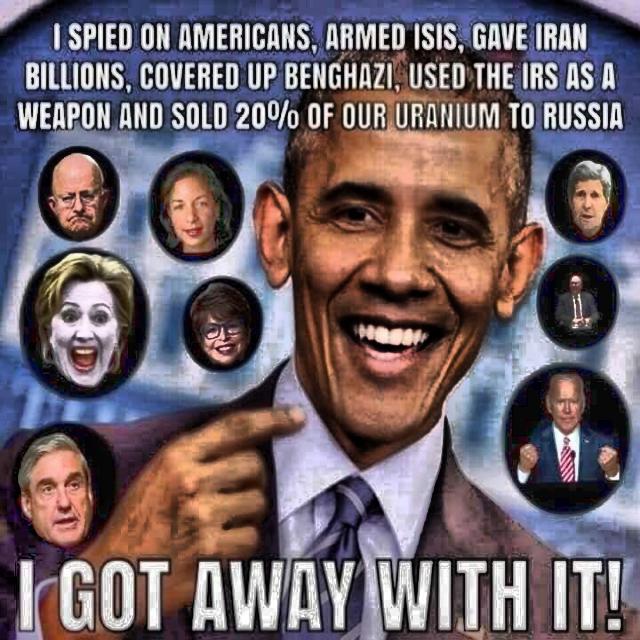 I SPIED ON AMERICANS, ARMED ISIS, GAVE IRAN
BILLIONS, COVERED UP BENGHAZI, USED THE IRS AS A
WEAPON AND SOLD 20% OF OUR URANIUM TO RUSSIA
I GOT AWAY WITH IT!